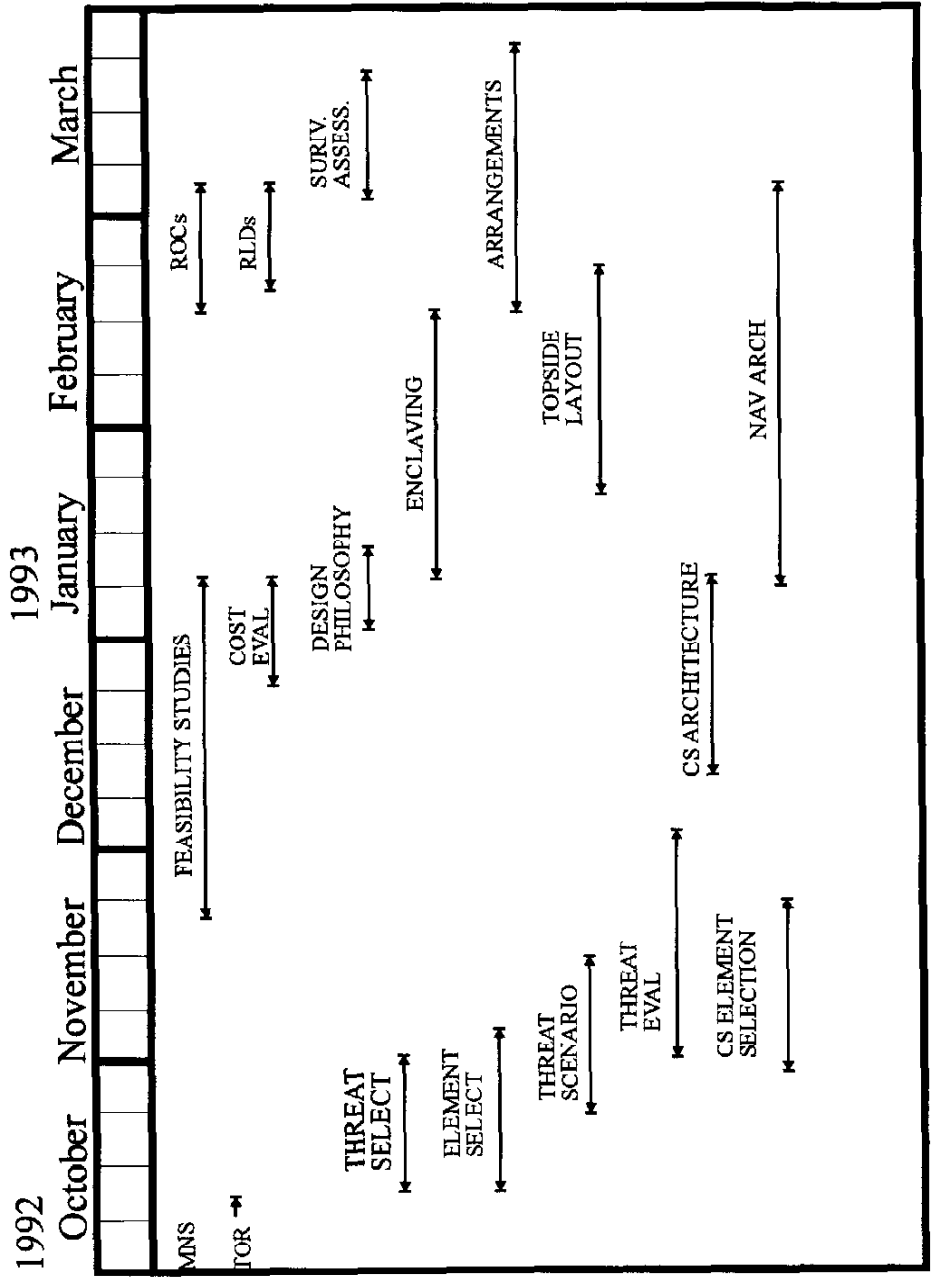 1992
1993
October
November
December
January
February
March
MNS
TOR
FEASIBILITY STUDIES
COST
EVAL
ROCs
RLDs
DESIGN
PHILOSOPHY
SURIV.
ASSESS.
THREAT
SELECT
ENCLAVING
ELEMENT
SELECT
ARRANGEMENTS
THREAT
SCENARIO
TOPSIDE
LAYOUT
THREAT
EVAL
CS ARCHITECTURE
CS ELEMENT
SELECTION
NAV ARCH